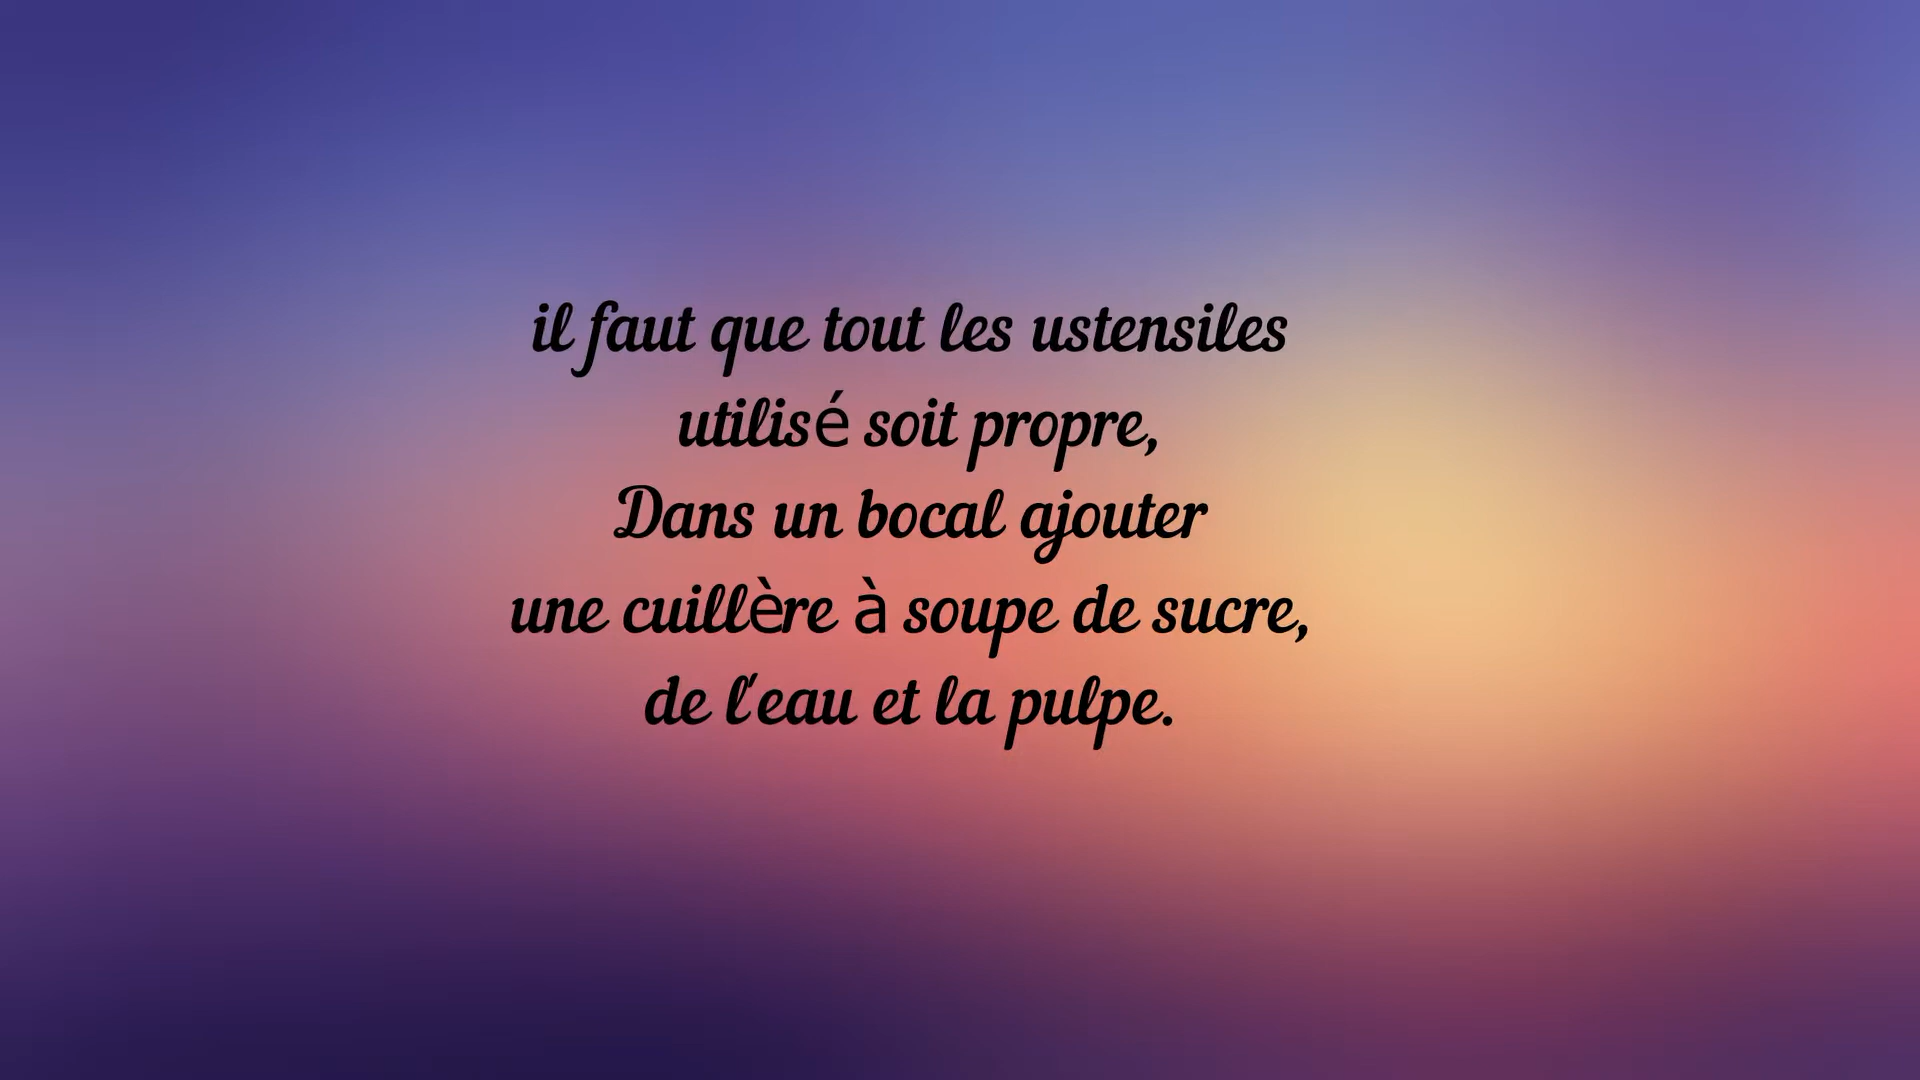 il faut que tout les ustensiles
utilisé soit propre,
Dans un bocal ajouter
une cuillère à soupe de sucre,
de l'eau et la pulpe.